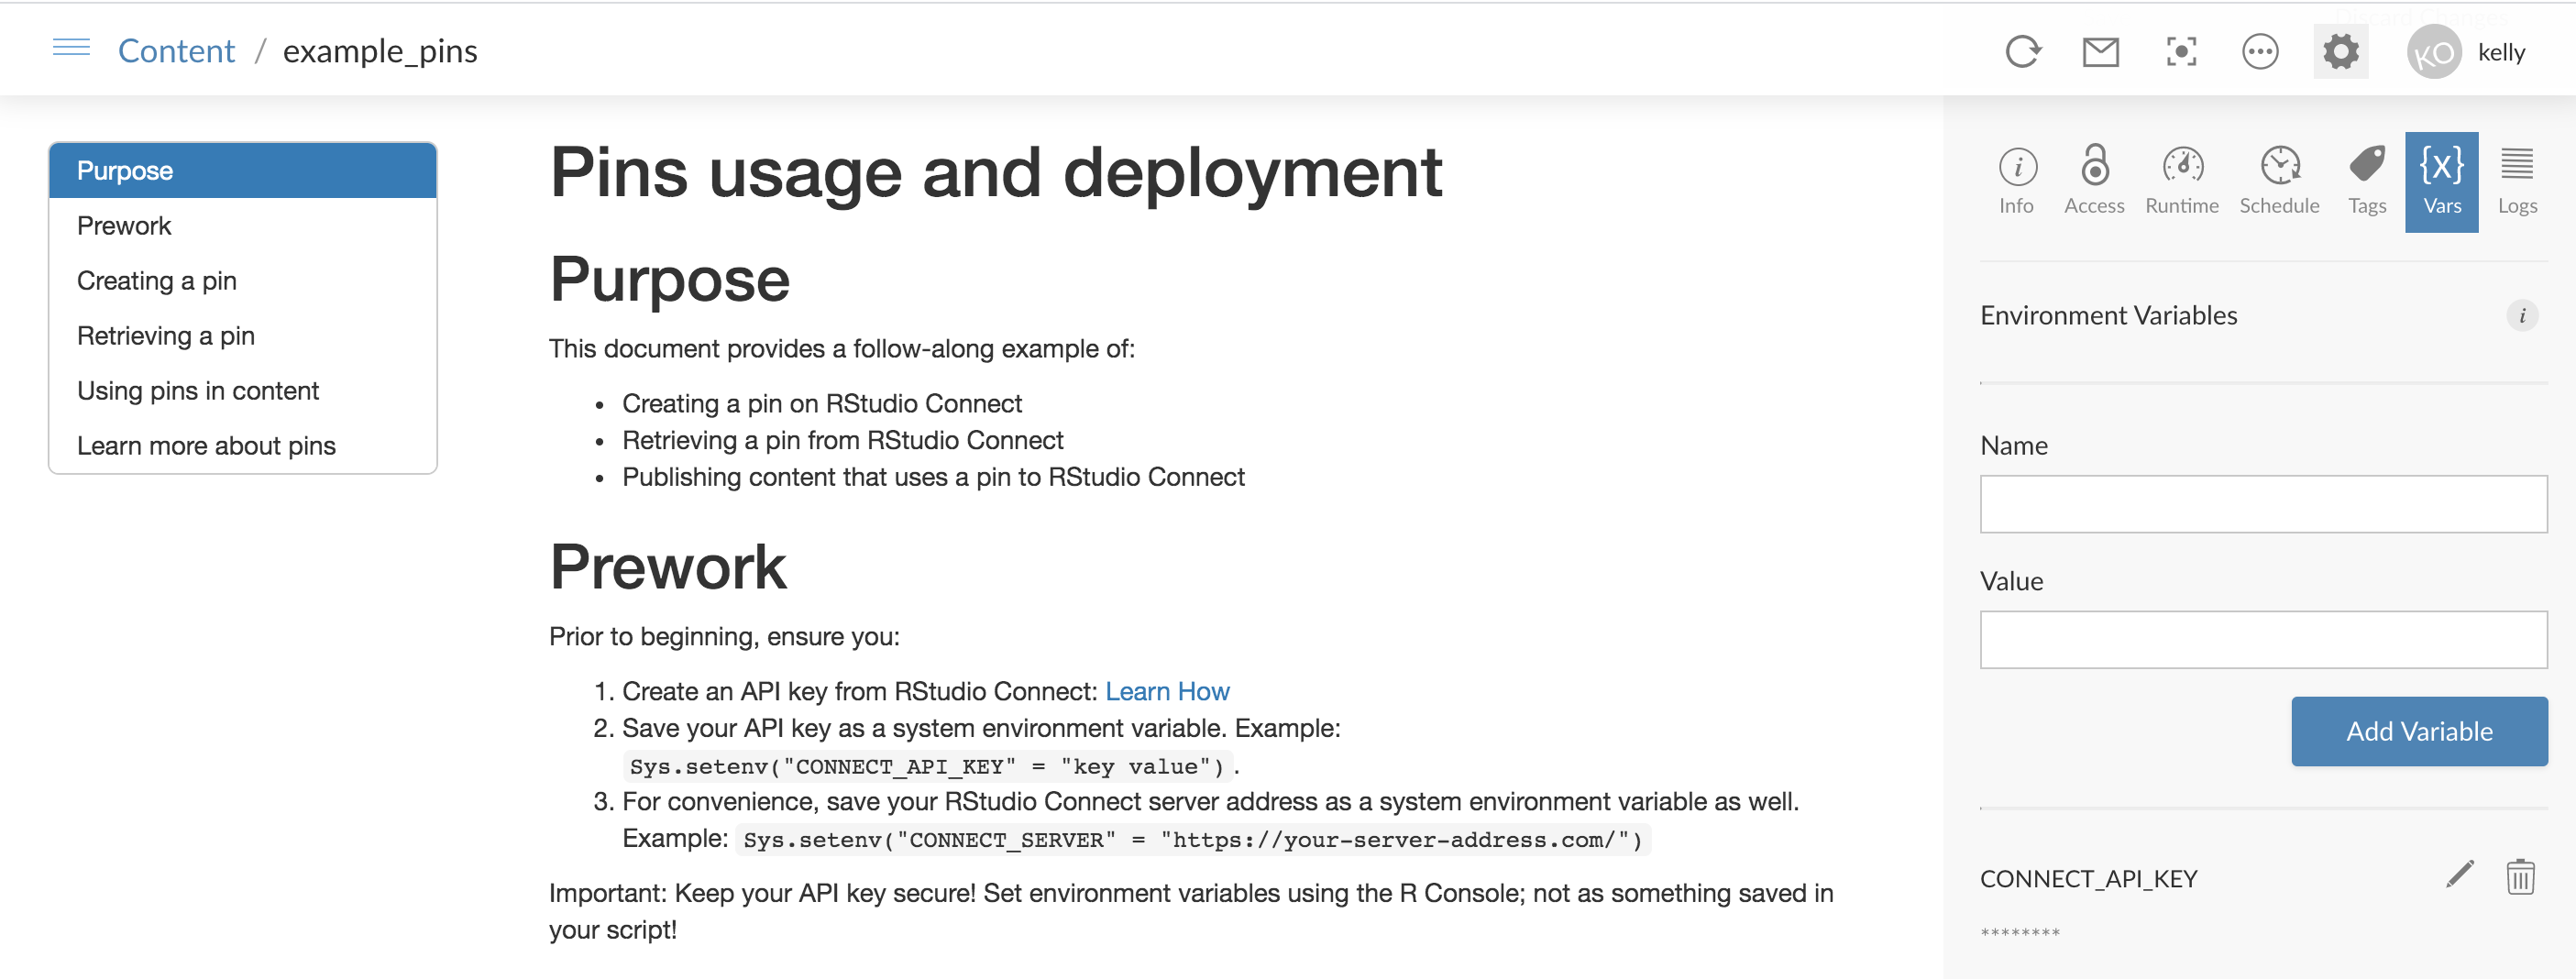 Content / example_pins
KO kelly
Purpose
Prework
Creating a pin
Retrieving a pin
Using pins in content
Learn more about pins
Pins usage and deployment
Purpose
This document provides a follow-along example of:
• Creating a pin on RStudio Connect
• Retrieving a pin from RStudio Connect
• Publishing content that uses a pin to RStudio Connect
Prework
Prior to beginning, ensure you:
1. Create an API key from RStudio Connect: Learn How
2. Save your API key as a system environment variable. Example:
Sys.setenv("CONNECT_API_KEY" = "key value").
3. For convenience, save your RStudio Connect server address as a system environment variable as well.
Example: Sys.setenv("CONNECT_SERVER" = "https://your-server-address.com/")
Important: Keep your API key secure! Set environment variables using the R Console; not as something saved in
your script!
Info Access Runtime Schedule Tags {x} Vars Logs
Environment Variables i
Name
Value
Add Variable
CONNECT_API_KEY
********